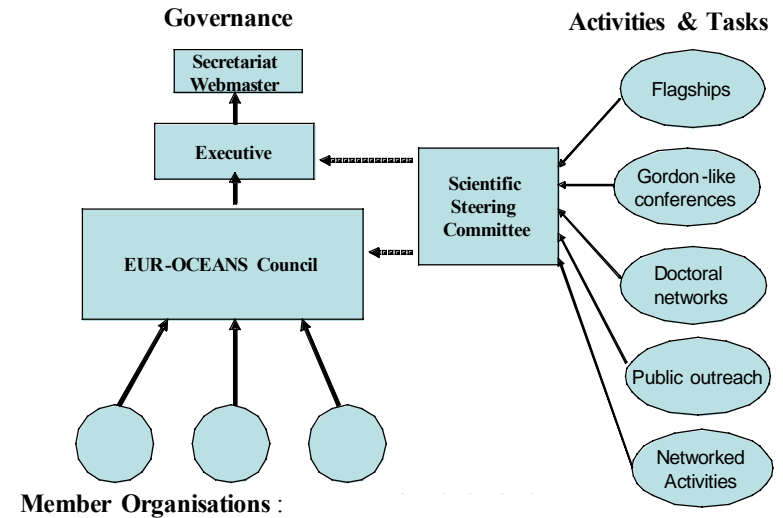 Governance
Activities & Tasks
Secretariat
Webmaster
Executive
EUR-OCEANS Council
Scientific
Steering
Committee
Flagships
Gordon-like
conferences
Doctoral
networks
Public outreach
Networked
Activities
Member Organisations :